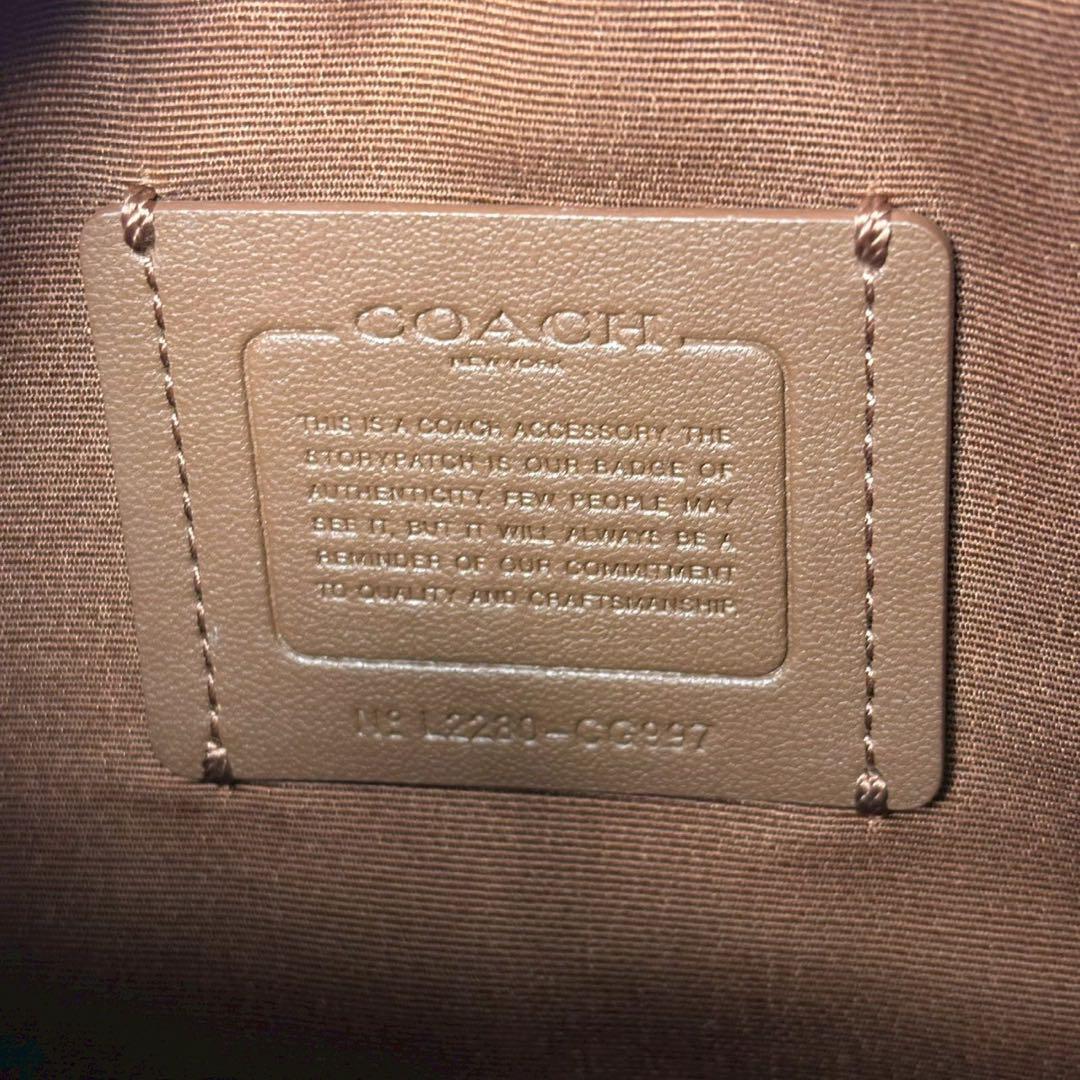 COACH
NEW YORK
THIS IS A COACH ACCESSORY. THE
STORYPATCH IS OUR BADGE OF
AUTHENTICITY. FEW PEOPLE MAY
SEE IT, BUT IT WILL ALWAYS BE A
REMINDER OF OUR COMMITMENT
TO QUALITY AND CRAFTSMANSHIP.
Nº